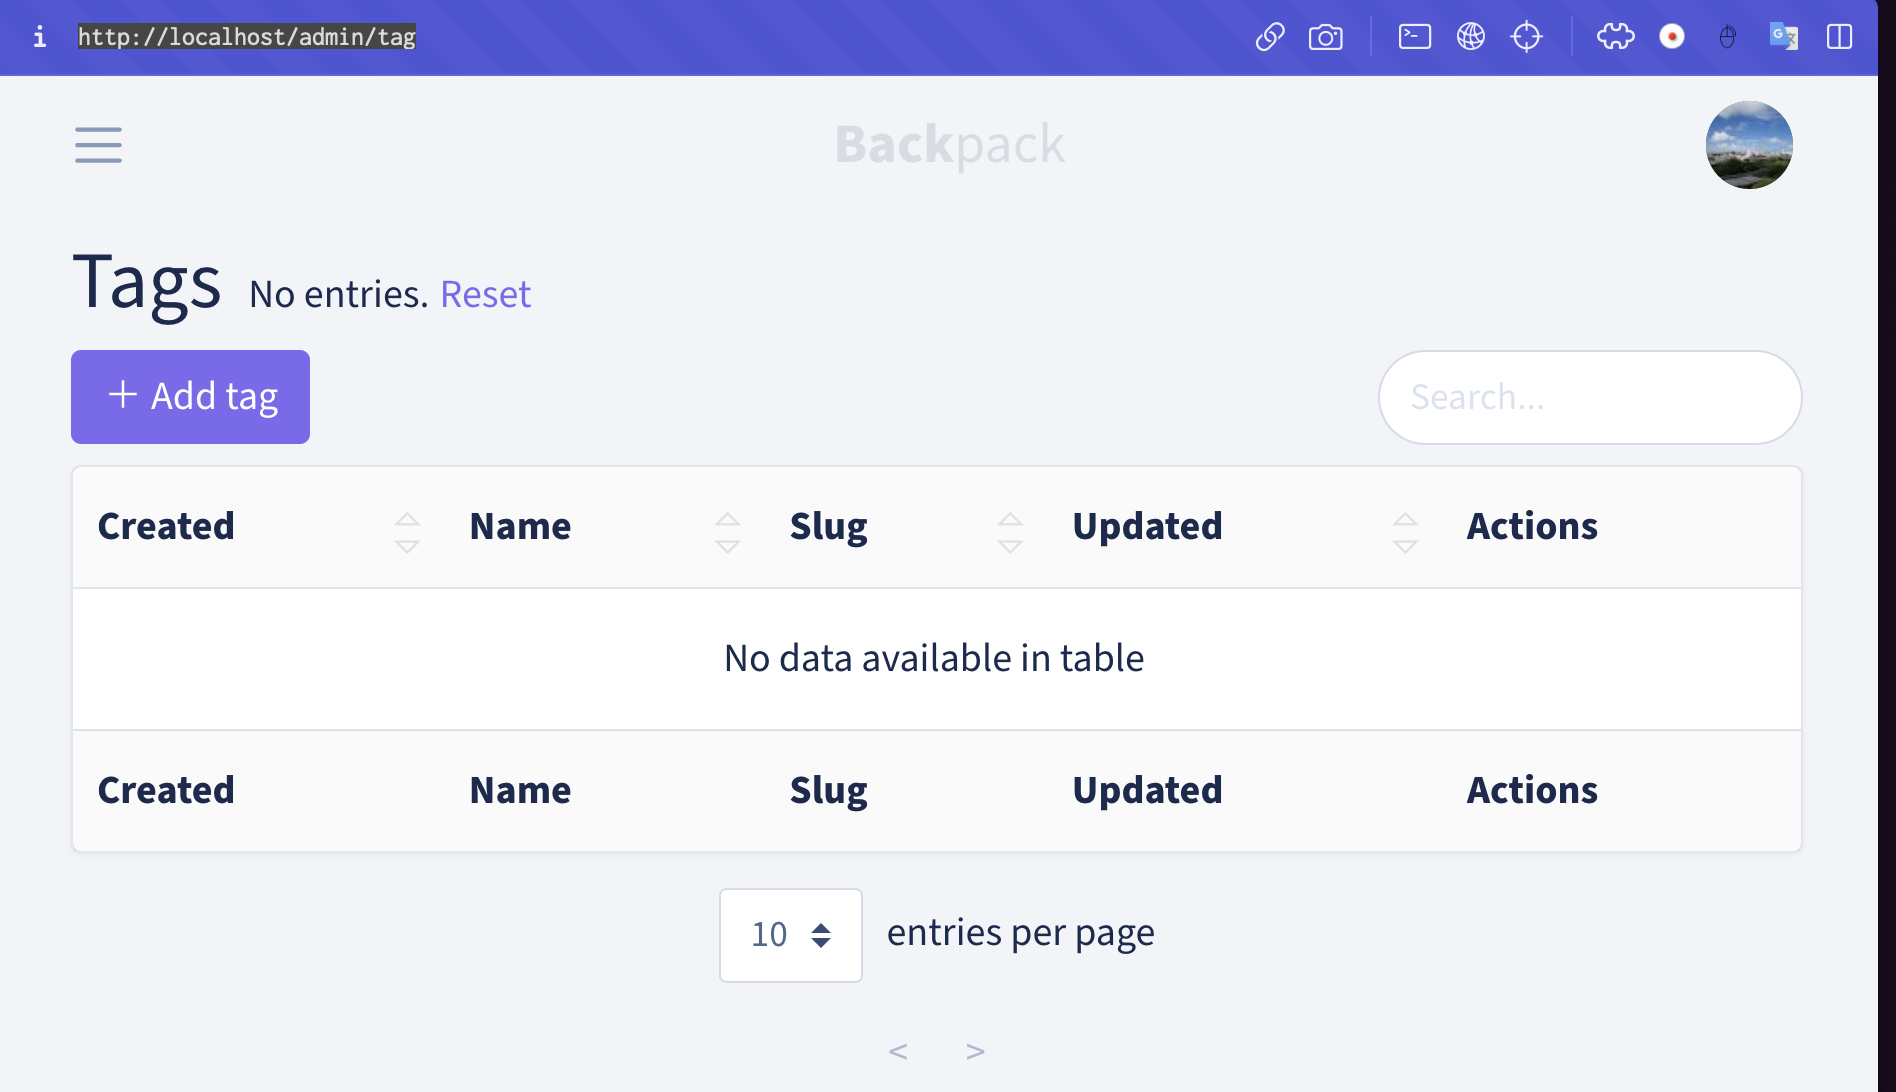 http://localhost/admin/tag
Backpack
Tags No entries. Reset
+ Add tag
Search...
Created Name Slug Updated Actions
No data available in table
Created Name Slug Updated Actions
10 entries per page
< >